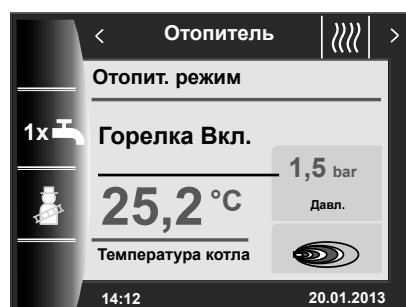 < Отопитель >
Отопит. режим
1x
Горелка Вкл.
1,5 bar
Давл.
25,2 °C
Температура котла
14:12 20.01.2013